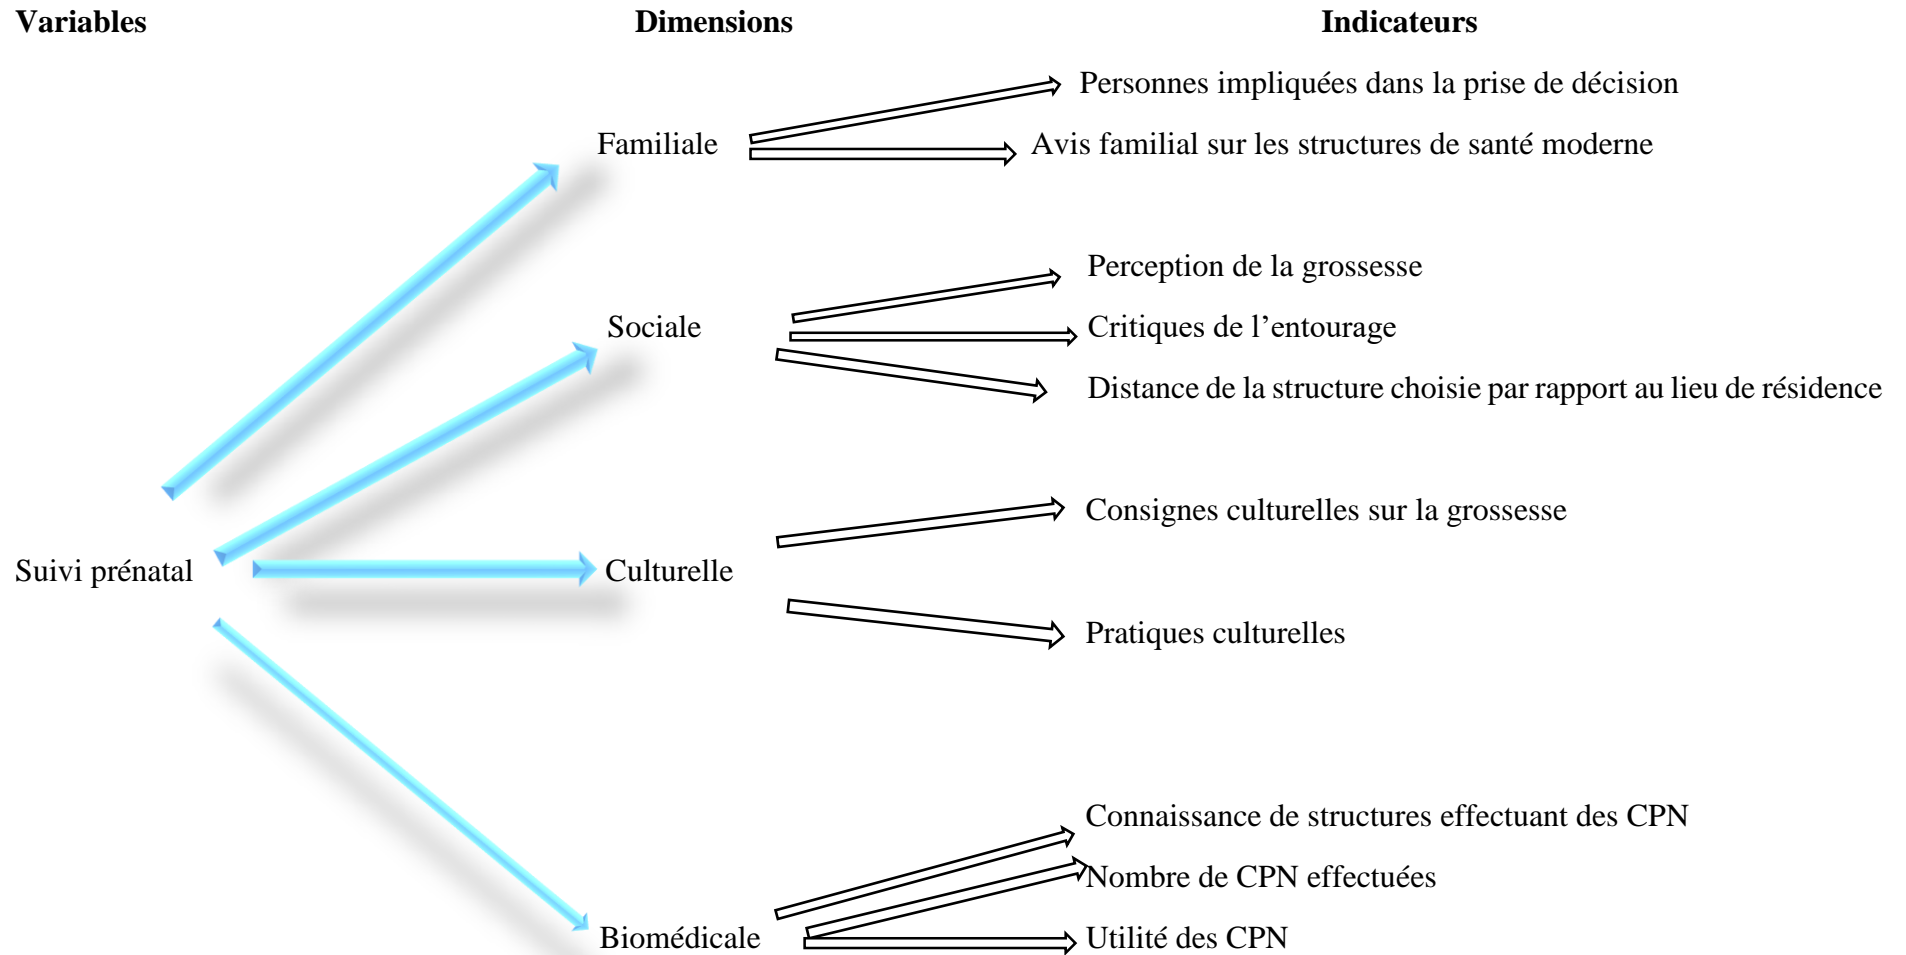 Variables Dimensions Indicateurs
Personnes impliquées dans la prise de décision
Familiale Avis familial sur les structures de santé moderne
Perception de la grossesse
Sociale Critiques de l’entourage
Distance de la structure choisie par rapport au lieu de résidence
Consignes culturelles sur la grossesse
Suivi prénatal Culturelle
Pratiques culturelles
Connaissance de structures effectuant des CPN
Nombre de CPN effectuées
Biomédicale Utilité des CPN